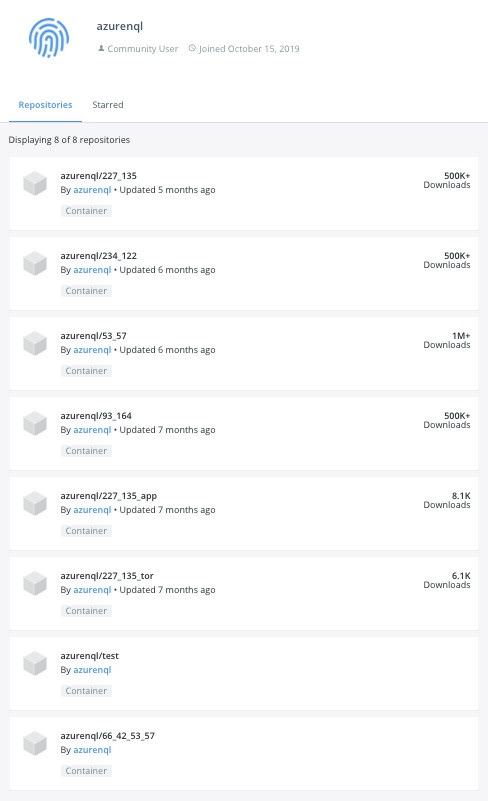 azurenql
Community User Joined October 15, 2019
Repositories Starred
Displaying 8 of 8 repositories
azurenql/227_135
500K+
By azurenql • Updated 5 months ago
Downloads
Container
azurenql/234_122
500K+
By azurenql • Updated 6 months ago
Downloads
Container
azurenql/53_57
1M+
By azurenql • Updated 6 months ago
Downloads
Container
azurenql/93_164
500K+
By azurenql • Updated 7 months ago
Downloads
Container
azurenql/227_135_app
8.1K
By azurenql • Updated 7 months ago
Downloads
Container
azurenql/227_135_tor
6.1K
By azurenql • Updated 7 months ago
Downloads
Container
azurenql/test
By azurenql
Container
azurenql/66_42_53_57
By azurenql
Container